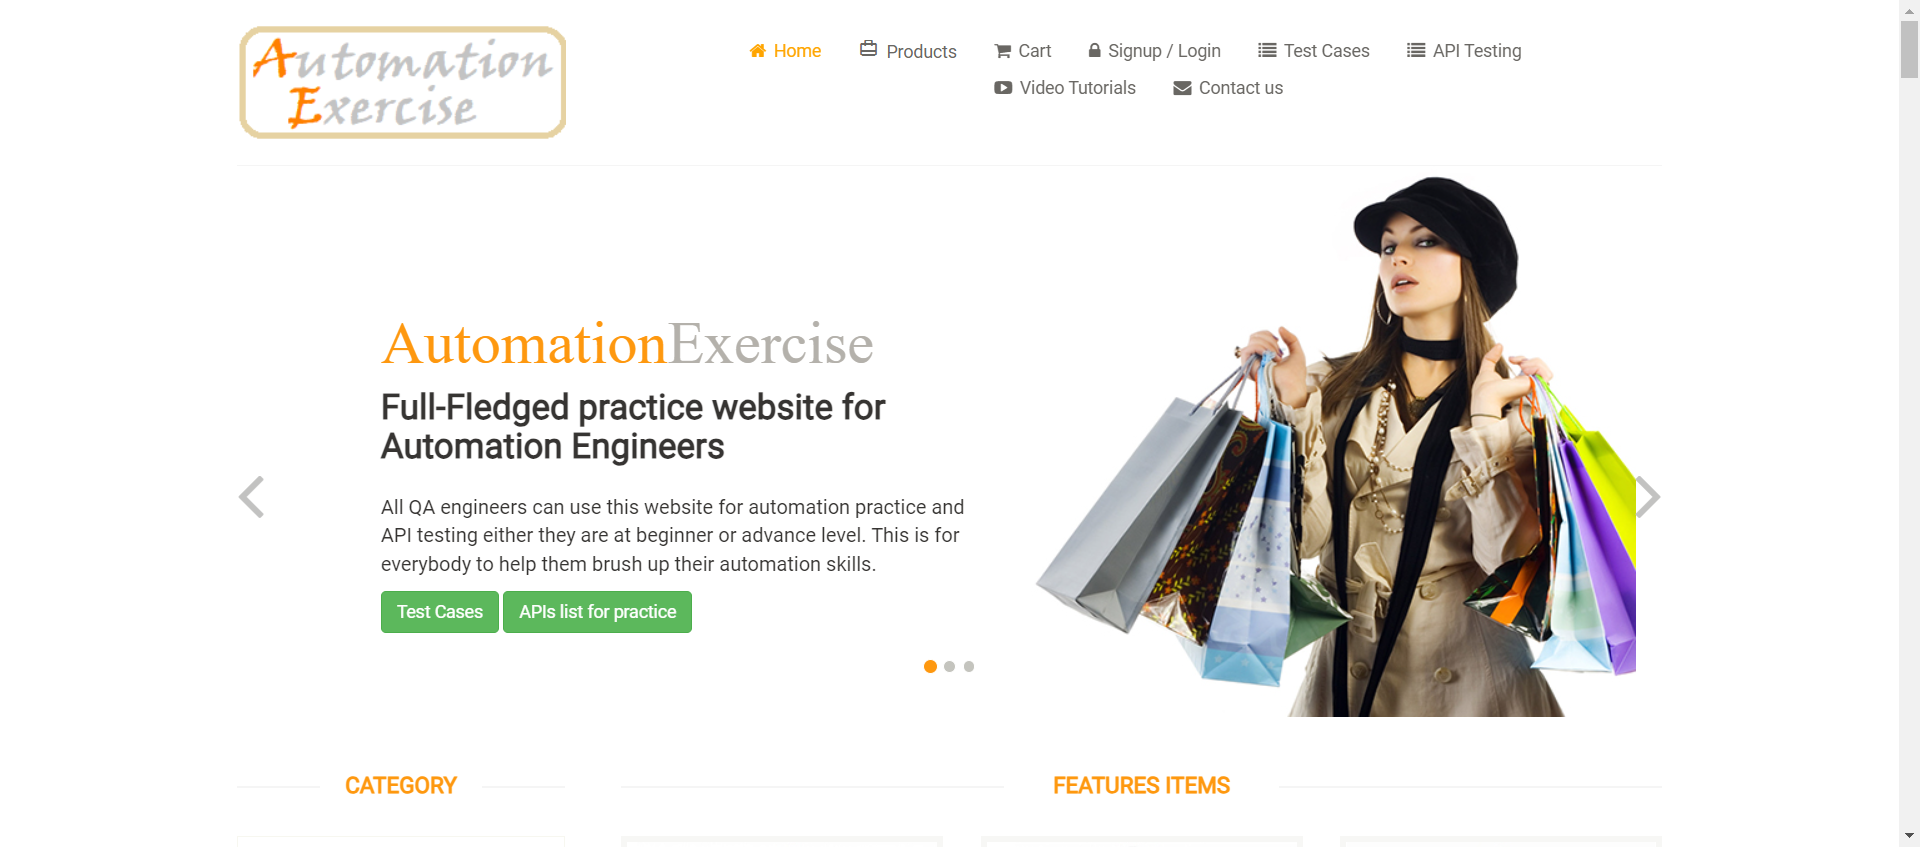 Automation
Exercise
Home
Products
Cart
Signup / Login
Test Cases
API Testing
Video Tutorials
Contact us
AutomationExercise
Full-Fledged practice website for
Automation Engineers
All QA engineers can use this website for automation practice and
API testing either they are at beginner or advance level. This is for
everybody to help them brush up their automation skills.
Test Cases
APIs list for practice
CATEGORY
FEATURES ITEMS